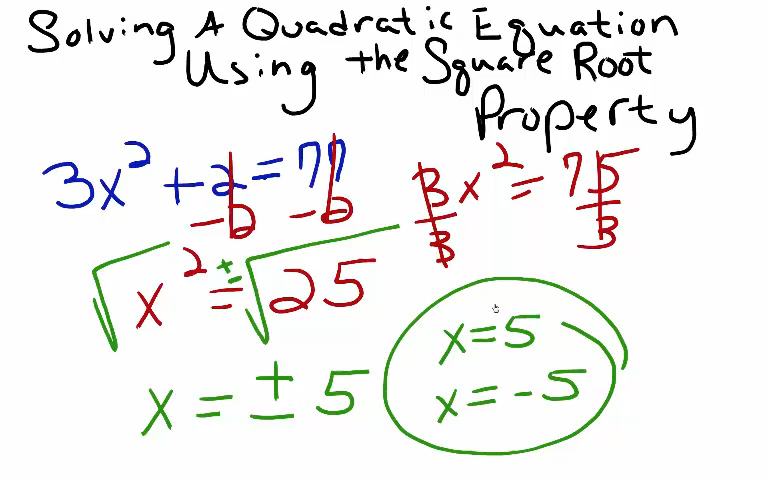 Solving A Quadratic Equation
Using the Square Root
Property
3x² + 2 = 77
-2 -2
3x² = 75
3 3
√x² = ±√25
x = ± 5
x = 5
x = -5